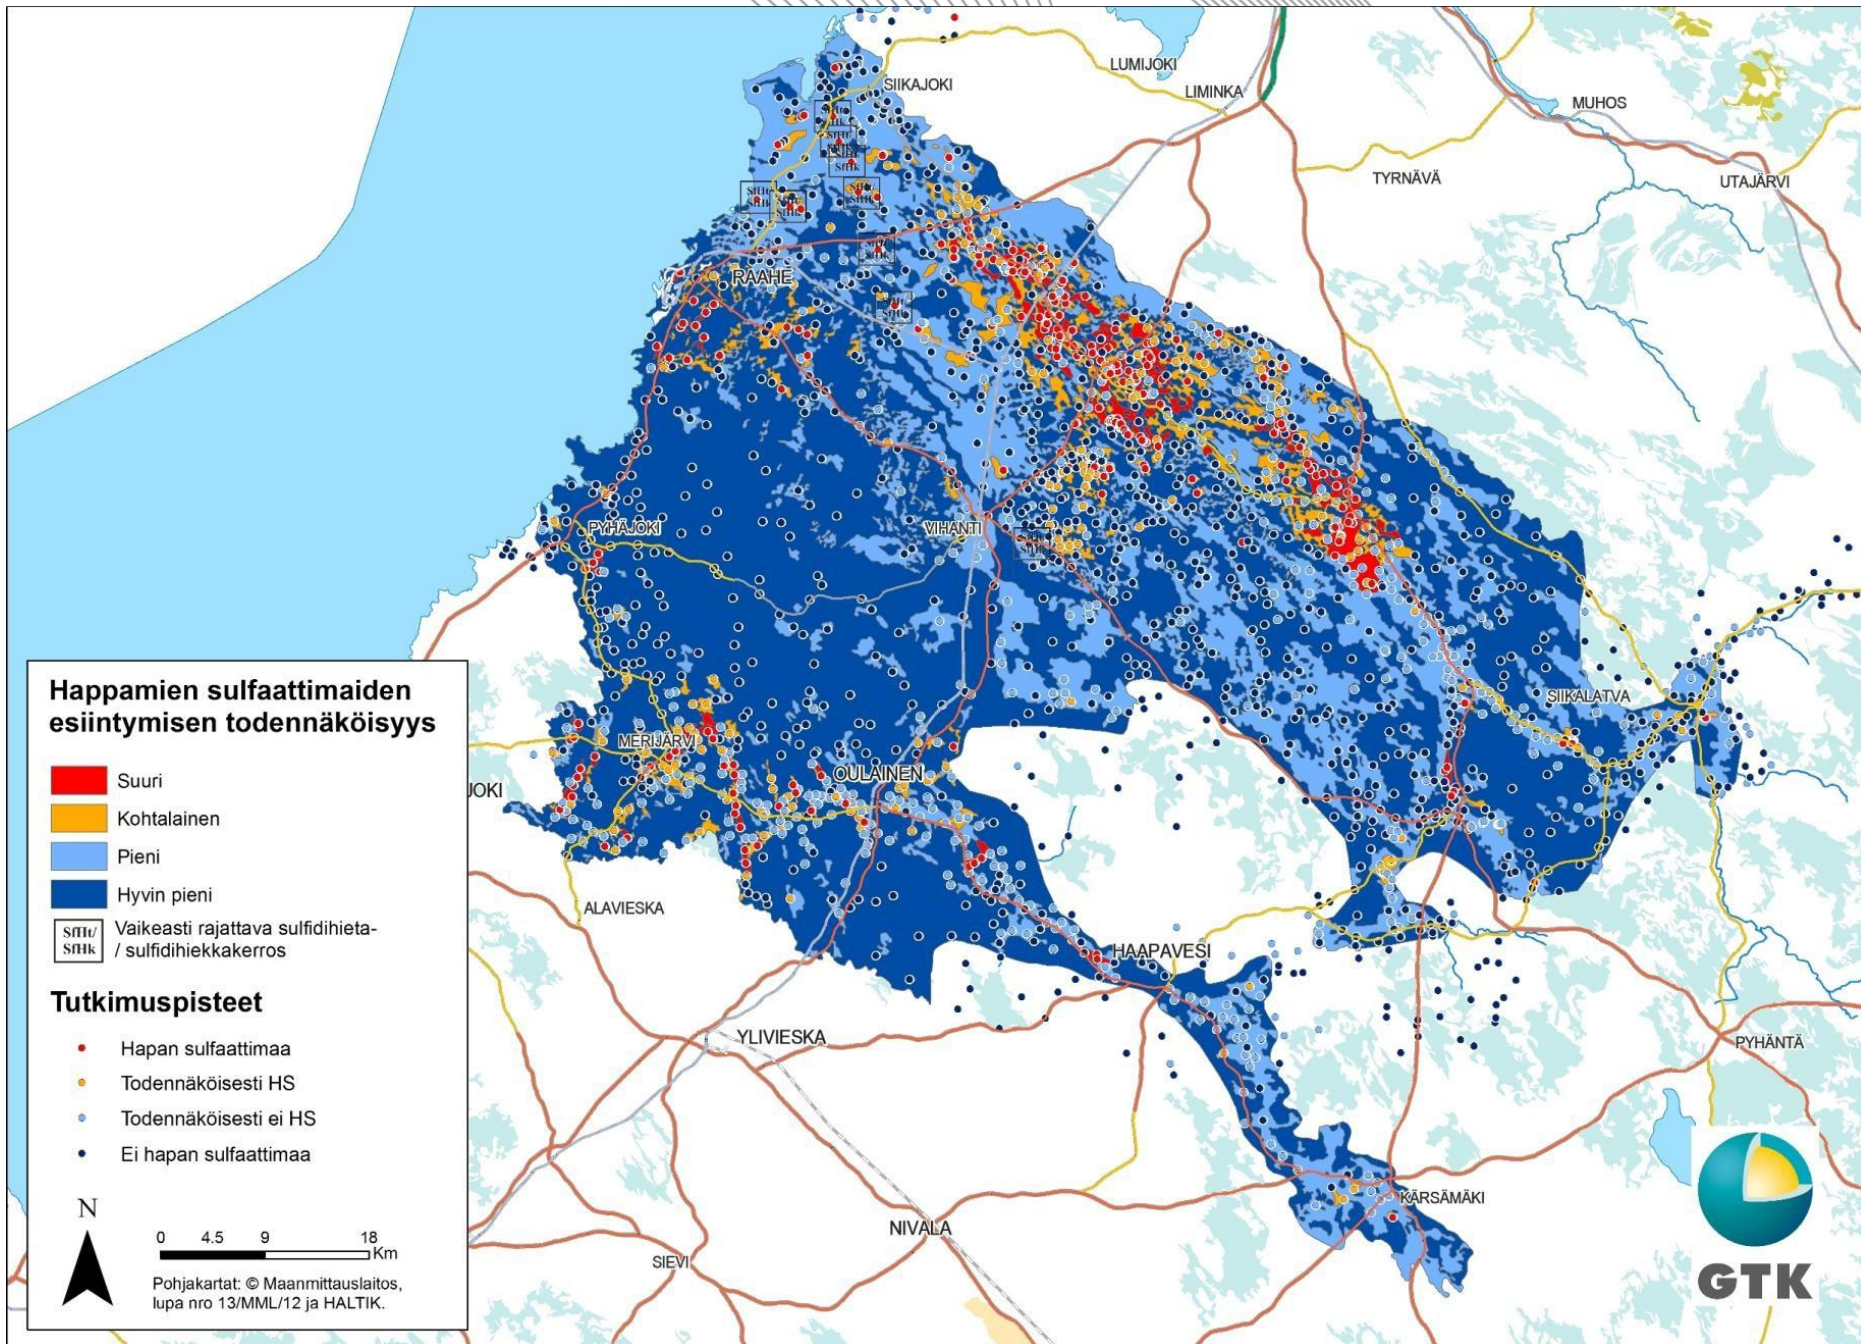 LUMIJOKI
SIIKAJOKI
LIMINKA
MUHOS
TYRNÄVÄ
UTAJÄRVI
SfHt/
SfHk
RAAHE
PYHÄJOKI
VIHANTI
SIIKALATVA
MERIJÄRVI
OULAINEN
JOKI
ALAVIESKA
HAAPAVESI
YLIVIESKA
PYHÄNTÄ
KÄRSÄMÄKI
NIVALA
SIEVI
Happamien sulfaattimaiden
esiintymisen todennäköisyys
Suuri
Kohtalainen
Pieni
Hyvin pieni
SfHt/
SfHk
Vaikeasti rajattava sulfidihieta-
/ sulfidihiekkakerros
Tutkimuspisteet
Hapan sulfaattimaa
Todennäköisesti HS
Todennäköisesti ei HS
Ei hapan sulfaattimaa
N
0 4.5 9 18
Km
Pohjakartat: © Maanmittauslaitos,
lupa nro 13/MML/12 ja HALTIK.
GTK